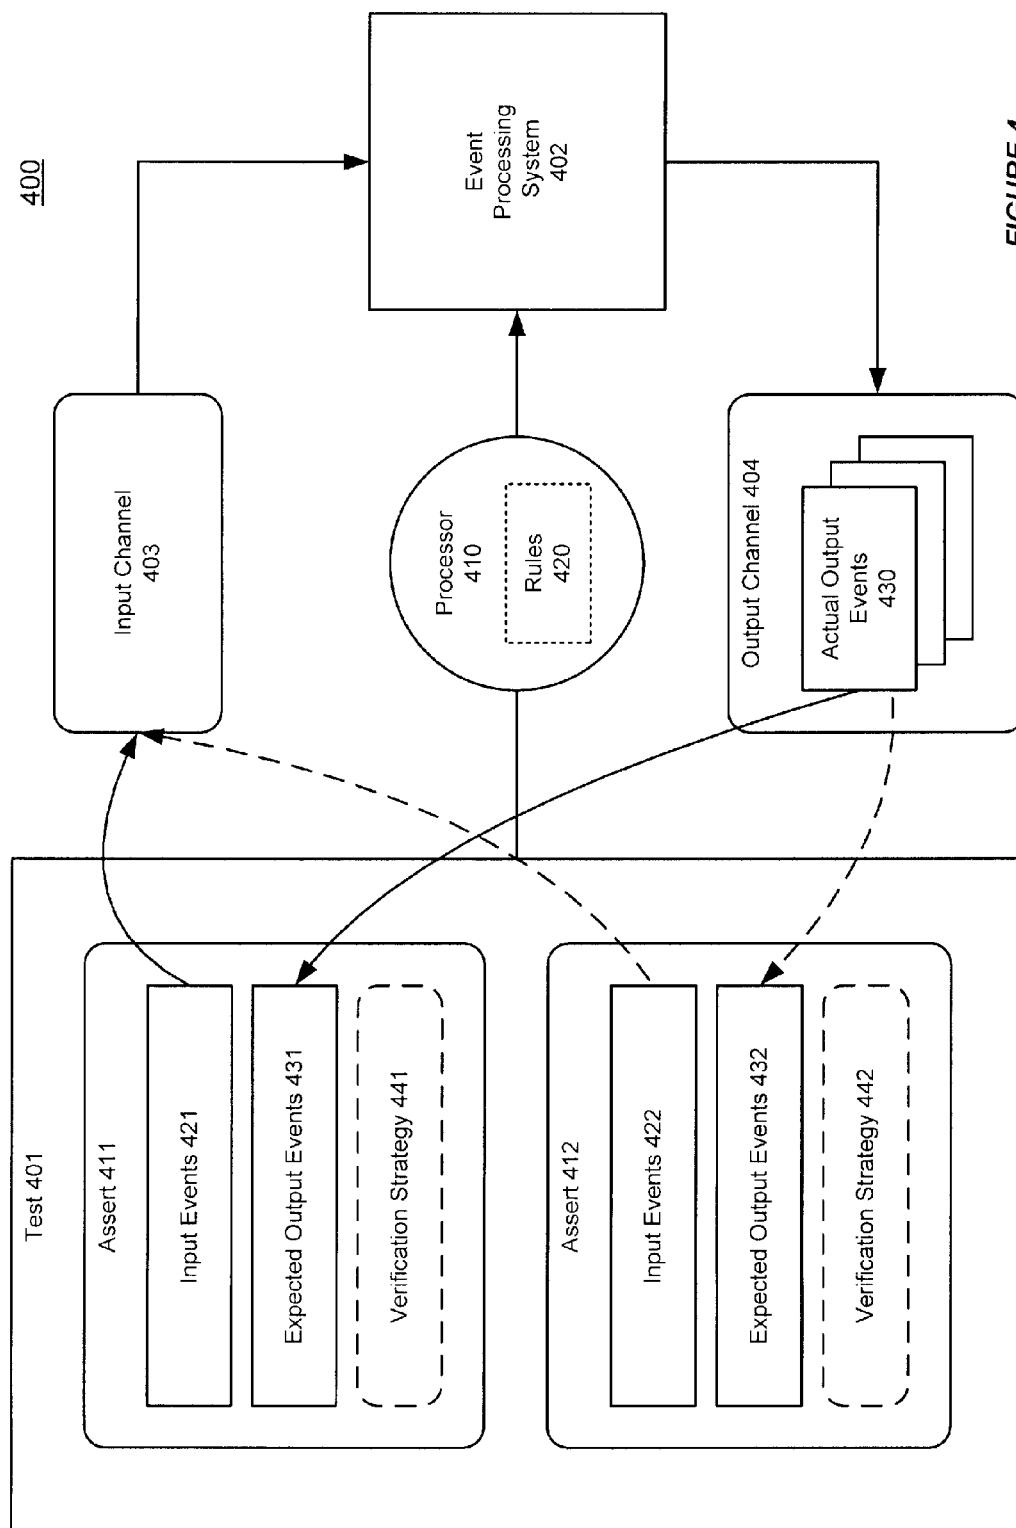 400
Test 401
Assert 411
Input Events 421
Expected Output Events 431
Verification Strategy 441
Assert 412
Input Events 422
Expected Output Events 432
Verification Strategy 442
Input Channel
403
Processor
410
Rules
420
Event
Processing
System
402
Output Channel 404
Actual Output
Events
430
FIGURE 4